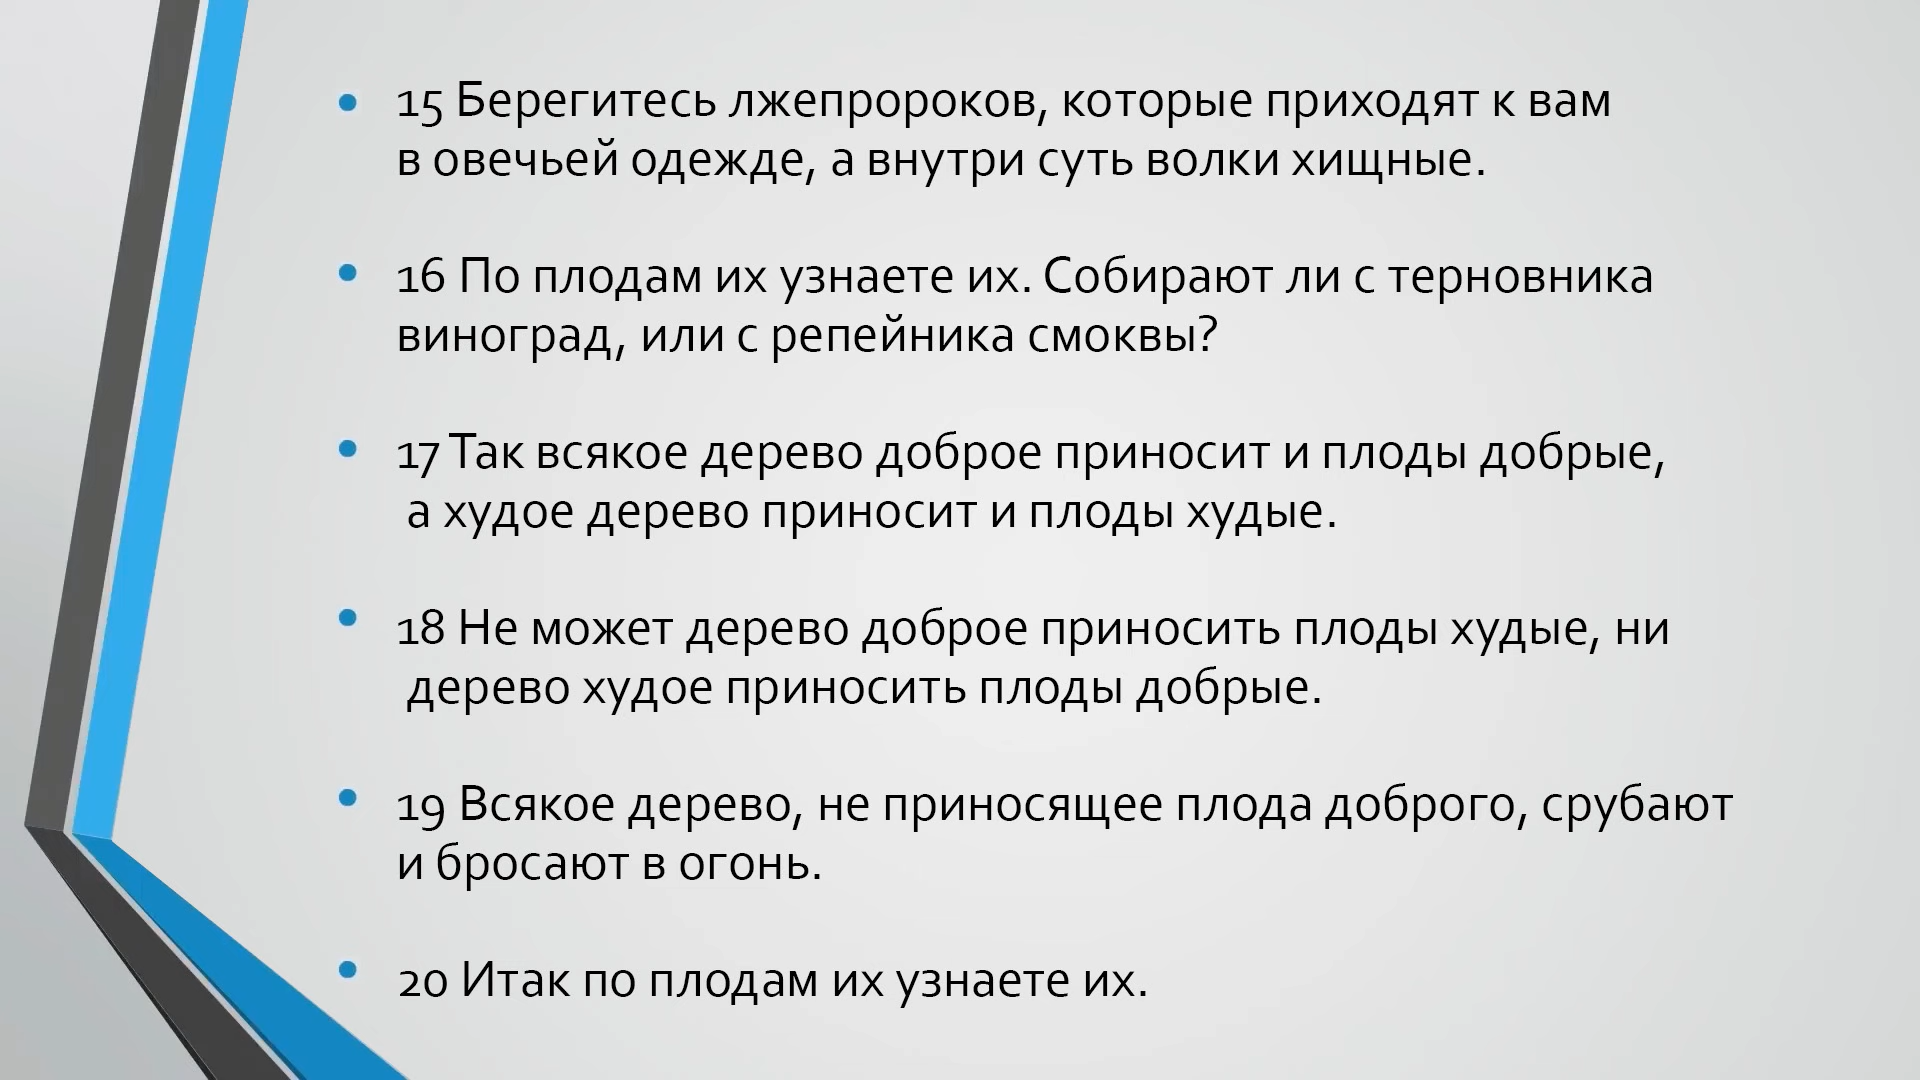 15 Берегитесь лжепророков, которые приходят к вам
в овечьей одежде, а внутри суть волки хищные.
16 По плодам их узнаете их. Собирают ли с терновника
виноград, или с репейника смоквы?
17 Так всякое дерево доброе приносит и плоды добрые,
а худое дерево приносит и плоды худые.
18 Не может дерево доброе приносить плоды худые, ни
дерево худое приносить плоды добрые.
19 Всякое дерево, не приносящее плода доброго, срубают
и бросают в огонь.
20 Итак по плодам их узнаете их.